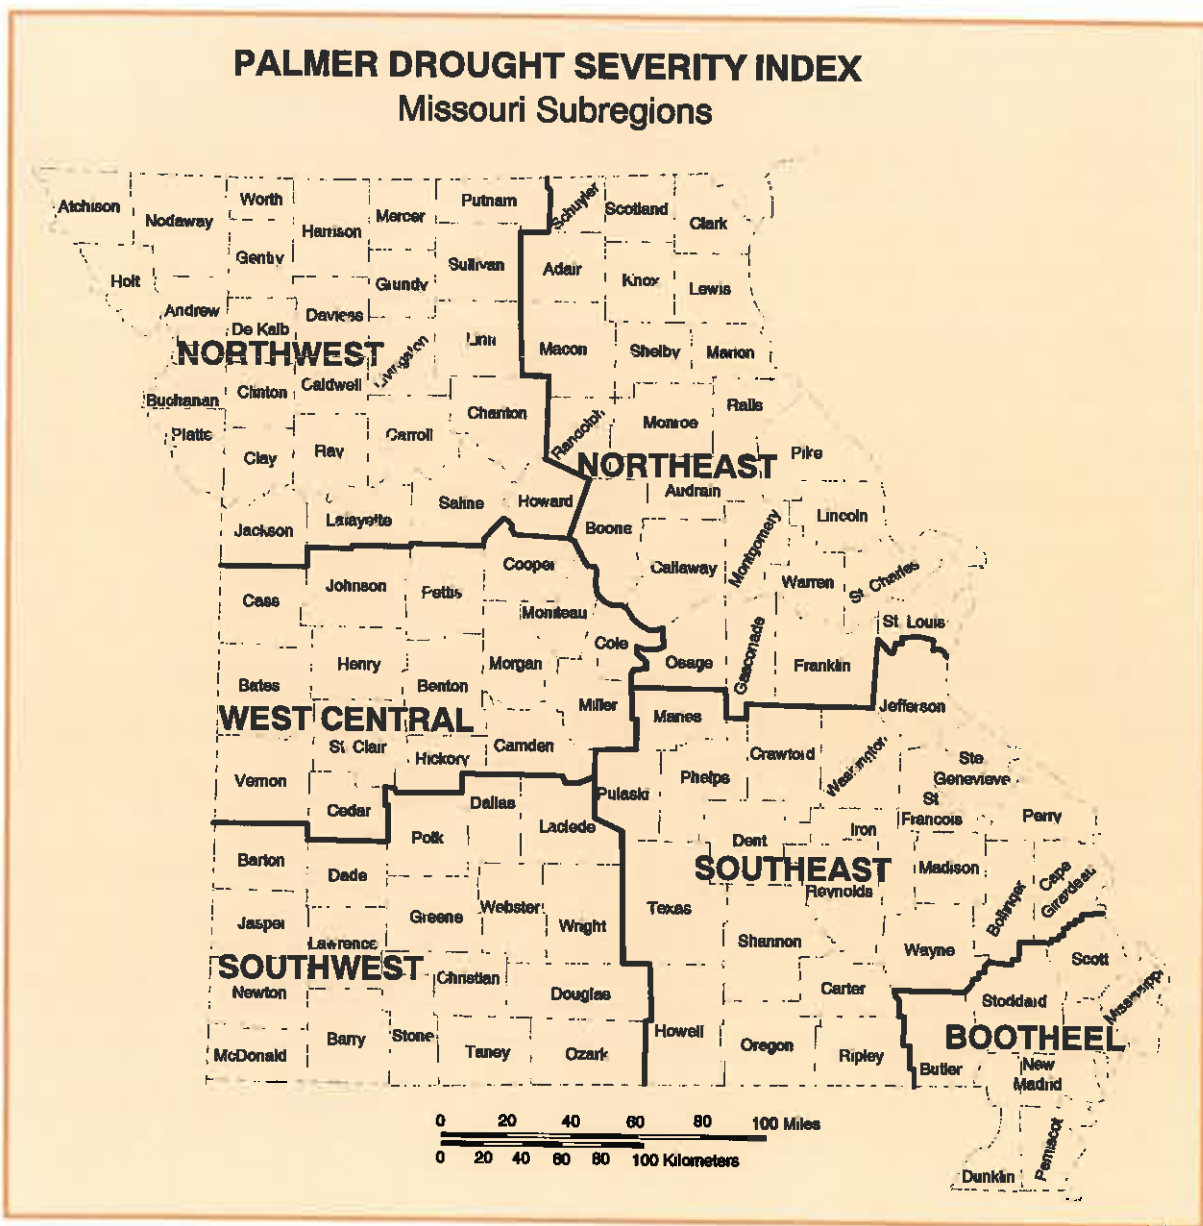 PALMER DROUGHT SEVERITY INDEX
Missouri Subregions
Atchison
Nodaway
Worth
Harrison
Mercer
Putnam
Schuyler
Scotland
Clark
Gentry
Sullivan
Adair
Knox
Lewis
Holt
Grundy
Andrew
De Kalb
Daviess
Livingston
Linn
Macon
Shelby
Marion
NORTHWEST
Buchanan
Clinton
Caldwell
Chariton
Randolph
Monroe
Ralls
Platte
Clay
Ray
Carroll
NORTHEAST
Pike
Saline
Howard
Audrain
Jackson
Lafayette
Boone
Montgomery
Lincoln
Cooper
Callaway
Cass
Johnson
Pettis
Moniteau
Warren
St Charles
Cole
St Louis
Henry
Morgan
Osage
Gasconade
Franklin
Bates
Benton
Miller
Maries
Jefferson
WEST CENTRAL
St Clair
Hickory
Camden
Crawford
Washington
Ste
Genevieve
Vernon
Cedar
Dallas
Pulaski
Phelps
St
Francois
Perry
Polk
Laclede
Dent
Iron
Barton
Dade
SOUTHEAST
Madison
Bollinger
Cape
Girardeau
Jasper
Greene
Webster
Wright
Texas
Reynolds
Lawrence
Shannon
Wayne
Scott
SOUTHWEST
Newton
Christian
Douglas
Carter
Stoddard
Mississippi
McDonald
Barry
Stone
Taney
Ozark
Howell
Oregon
Ripley
BOOTHEEL
Butler
New
Madrid
Dunklin
Pemiscot
0 20 40 60 80 100 Miles
0 20 40 60 80 100 Kilometers